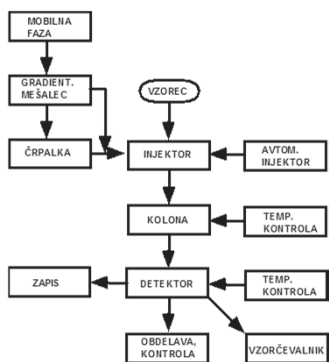 MOBILNA
FAZA
GRADIENT.
MEŠALEC
VZOREC
ČRPALKA
INJEKTOR
AVTOM.
INJEKTOR
KOLONA
TEMP.
KONTROLA
ZAPIS
DETEKTOR
TEMP.
KONTROLA
OBDELAVA,
KONTROLA
VZORČEVALNIK